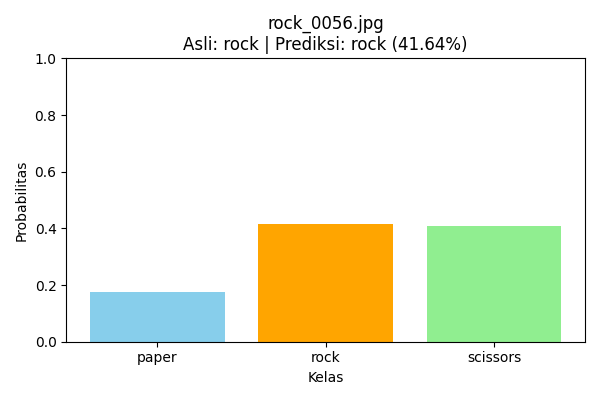 rock_0056.jpg
Asli: rock | Prediksi: rock (41.64%)
1.0
0.8
0.6
0.4
0.2
0.0
Probabilitas
paper rock scissors
Kelas